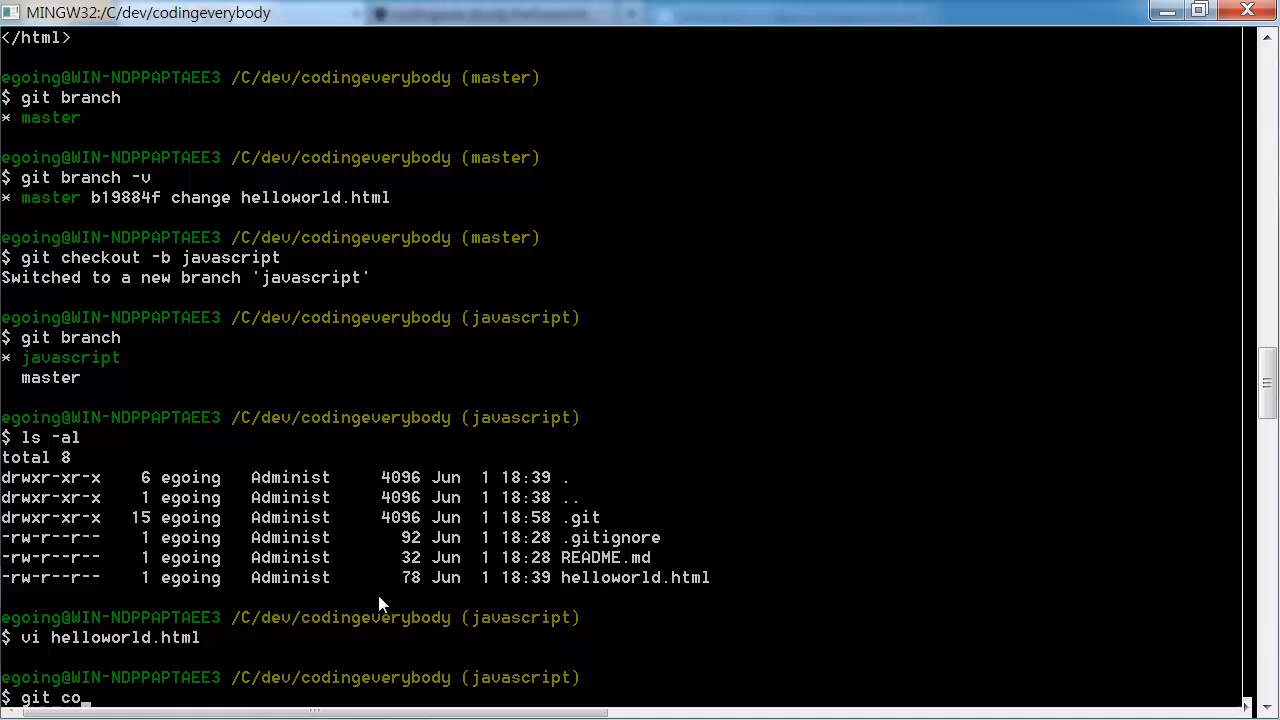 MINGW32:/C/dev/codingeverybody
</html>
egoing@WIN-NDPPAPTAEE3 /C/dev/codingeverybody (master)
$ git branch
* master
egoing@WIN-NDPPAPTAEE3 /C/dev/codingeverybody (master)
$ git branch -v
* master b19884f change helloworld.html
egoing@WIN-NDPPAPTAEE3 /C/dev/codingeverybody (master)
$ git checkout -b javascript
Switched to a new branch 'javascript'
egoing@WIN-NDPPAPTAEE3 /C/dev/codingeverybody (javascript)
$ git branch
* javascript
master
egoing@WIN-NDPPAPTAEE3 /C/dev/codingeverybody (javascript)
$ ls -al
total 8
drwxr-xr-x 6 egoing Administ 4096 Jun 1 18:39 .
drwxr-xr-x 1 egoing Administ 4096 Jun 1 18:38 ..
drwxr-xr-x 15 egoing Administ 4096 Jun 1 18:58 .git
-rw-r--r-- 1 egoing Administ 92 Jun 1 18:28 .gitignore
-rw-r--r-- 1 egoing Administ 32 Jun 1 18:28 README.md
-rw-r--r-- 1 egoing Administ 78 Jun 1 18:39 helloworld.html
egoing@WIN-NDPPAPTAEE3 /C/dev/codingeverybody (javascript)
$ vi helloworld.html
egoing@WIN-NDPPAPTAEE3 /C/dev/codingeverybody (javascript)
$ git co